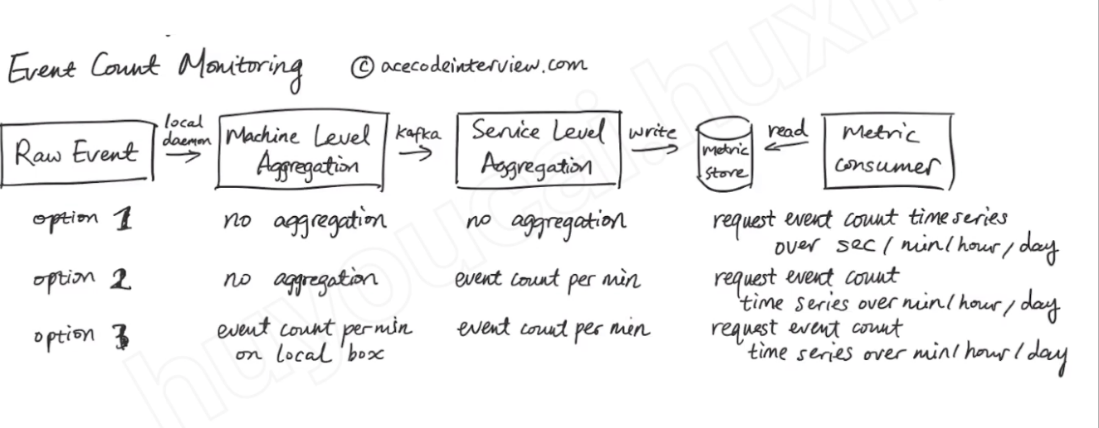 Event Count Monitoring © acecodeinterview.com
Raw Event
local
daemon
Machine Level
Aggregation
Kafka
Service Level
Aggregation
write
metric
store
read
Metric
Consumer
option 1 no aggregation no aggregation request event count time series
over sec / min / hour / day
option 2 no aggregation event count per min request event count
time series over min / hour / day
option 3 event count per min event count per min request event count
on local box time series over min / hour / day